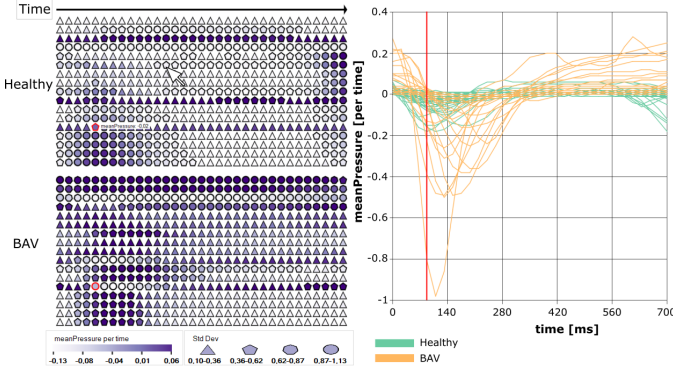 Time
Healthy
meanPressure : -0,02
BAV
meanPressure per time
-0,13 -0,08 -0,04 0,01 0,06
Std Dev
0,10-0,36 0,36-0,62 0,62-0,87 0,87-1,13
meanPressure [per time]
0.4
0.2
0
-0.2
-0.4
-0.6
-0.8
-1
0 140 280 420 560 700
time [ms]
Healthy
BAV